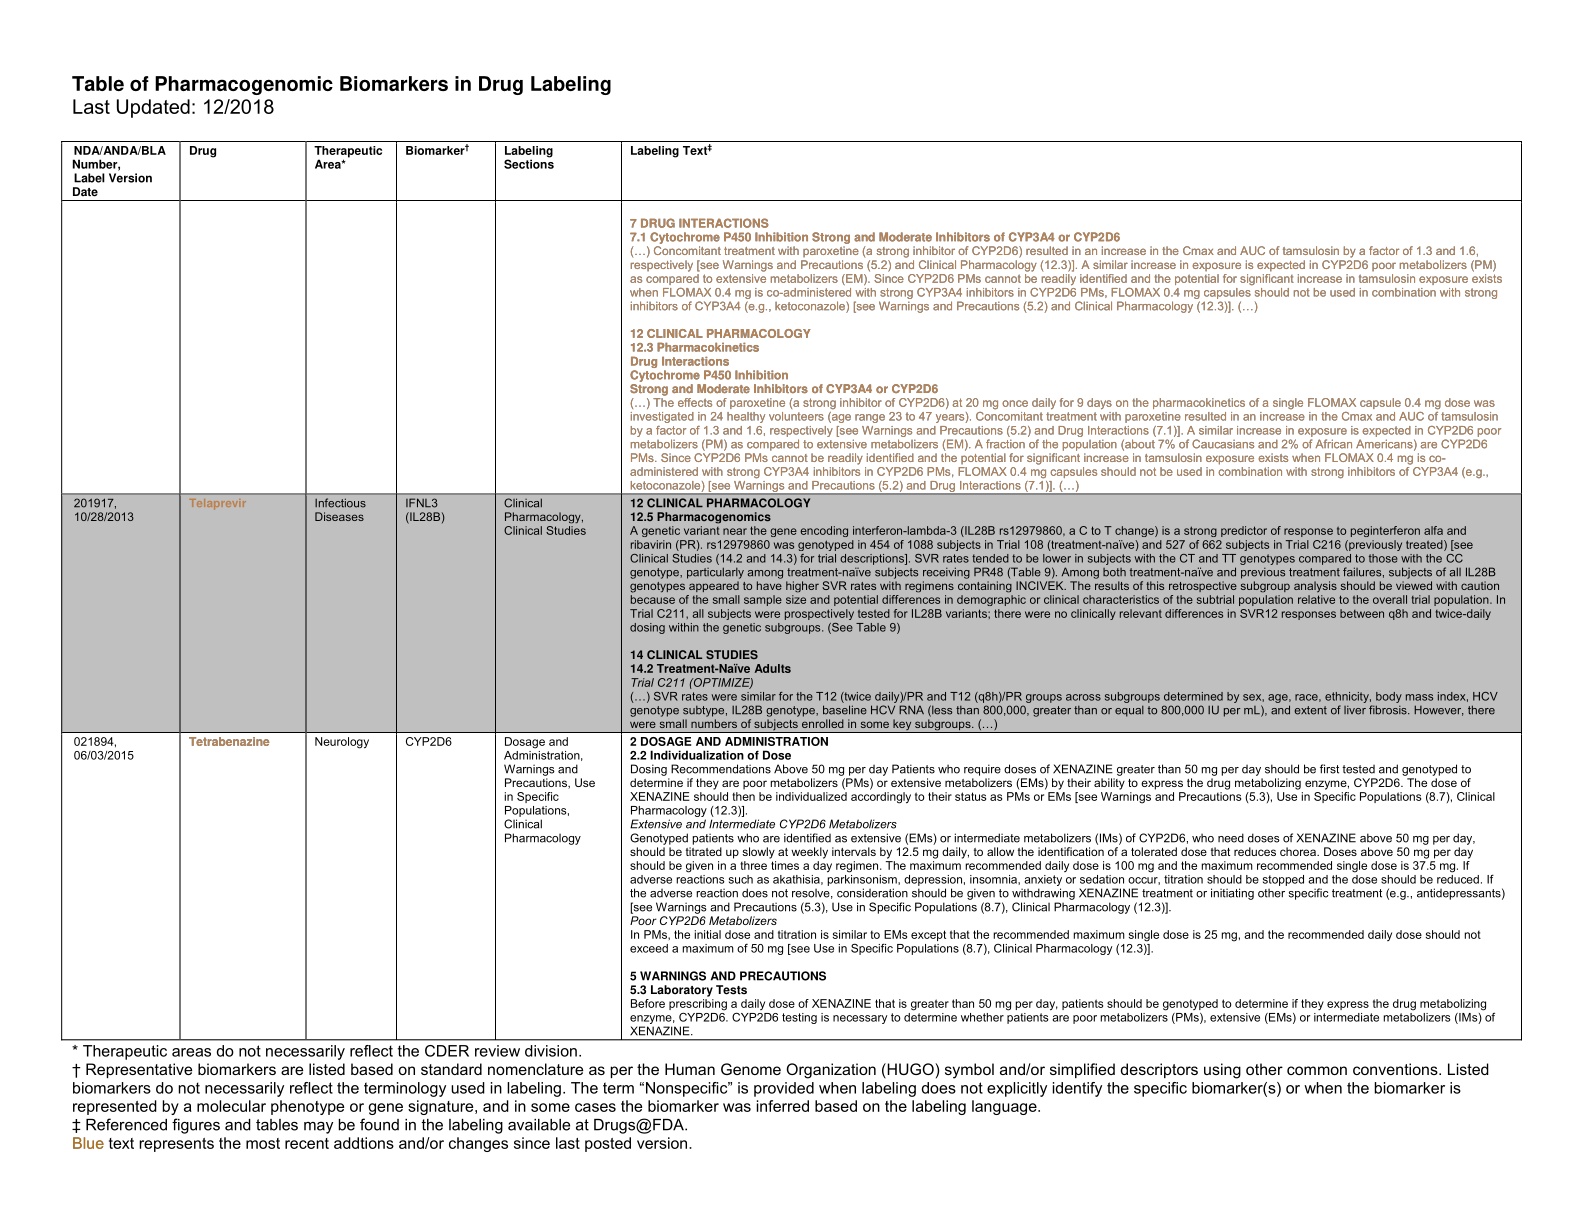 Table of Pharmacogenomic Biomarkers in Drug Labeling
Last Updated: 12/2018
NDA/ANDA/BLA
Number,
Label Version
Date
Drug
Therapeutic
Area*
Biomarker†
Labeling
Sections
Labeling Text‡
7 DRUG INTERACTIONS
7.1 Cytochrome P450 Inhibition Strong and Moderate Inhibitors of CYP3A4 or CYP2D6
(…) Concomitant treatment with paroxetine (a strong inhibitor of CYP2D6) resulted in an increase in the Cmax and AUC of tamsulosin by a factor of 1.3 and 1.6,
respectively [see Warnings and Precautions (5.2) and Clinical Pharmacology (12.3)]. A similar increase in exposure is expected in CYP2D6 poor metabolizers (PM)
as compared to extensive metabolizers (EM). Since CYP2D6 PMs cannot be readily identified and the potential for significant increase in tamsulosin exposure exists
when FLOMAX 0.4 mg is co-administered with strong CYP3A4 inhibitors in CYP2D6 PMs, FLOMAX 0.4 mg capsules should not be used in combination with strong
inhibitors of CYP3A4 (e.g., ketoconazole) [see Warnings and Precautions (5.2) and Clinical Pharmacology (12.3)]. (…)
12 CLINICAL PHARMACOLOGY
12.3 Pharmacokinetics
Drug Interactions
Cytochrome P450 Inhibition
Strong and Moderate Inhibitors of CYP3A4 or CYP2D6
(…) The effects of paroxetine (a strong inhibitor of CYP2D6) at 20 mg once daily for 9 days on the pharmacokinetics of a single FLOMAX capsule 0.4 mg dose was
investigated in 24 healthy volunteers (age range 23 to 47 years). Concomitant treatment with paroxetine resulted in an increase in the Cmax and AUC of tamsulosin
by a factor of 1.3 and 1.6, respectively [see Warnings and Precautions (5.2) and Drug Interactions (7.1)]. A similar increase in exposure is expected in CYP2D6 poor
metabolizers (PM) as compared to extensive metabolizers (EM). A fraction of the population (about 7% of Caucasians and 2% of African Americans) are CYP2D6
PMs. Since CYP2D6 PMs cannot be readily identified and the potential for significant increase in tamsulosin exposure exists when FLOMAX 0.4 mg is co-
administered with strong CYP3A4 inhibitors in CYP2D6 PMs, FLOMAX 0.4 mg capsules should not be used in combination with strong inhibitors of CYP3A4 (e.g.,
ketoconazole) [see Warnings and Precautions (5.2) and Drug Interactions (7.1)]. (…)
201917,
10/28/2013
Telaprevir
Infectious
Diseases
IFNL3
(IL28B)
Clinical
Pharmacology,
Clinical Studies
12 CLINICAL PHARMACOLOGY
12.5 Pharmacogenomics
A genetic variant near the gene encoding interferon-lambda-3 (IL28B rs12979860, a C to T change) is a strong predictor of response to peginterferon alfa and
ribavirin (PR). rs12979860 was genotyped in 454 of 1088 subjects in Trial 108 (treatment-naïve) and 527 of 662 subjects in Trial C216 (previously treated) [see
Clinical Studies (14.2 and 14.3) for trial descriptions]. SVR rates tended to be lower in subjects with the CT and TT genotypes compared to those with the CC
genotype, particularly among treatment-naïve subjects receiving PR48 (Table 9). Among both treatment-naïve and previous treatment failures, subjects of all IL28B
genotypes appeared to have higher SVR rates with regimens containing INCIVEK. The results of this retrospective subgroup analysis should be viewed with caution
because of the small sample size and potential differences in demographic or clinical characteristics of the subtrial population relative to the overall trial population. In
Trial C211, all subjects were prospectively tested for IL28B variants; there were no clinically relevant differences in SVR12 responses between q8h and twice-daily
dosing within the genetic subgroups. (See Table 9)
14 CLINICAL STUDIES
14.2 Treatment-Naïve Adults
Trial C211 (OPTIMIZE)
(…) SVR rates were similar for the T12 (twice daily)/PR and T12 (q8h)/PR groups across subgroups determined by sex, age, race, ethnicity, body mass index, HCV
genotype subtype, IL28B genotype, baseline HCV RNA (less than 800,000, greater than or equal to 800,000 IU per mL), and extent of liver fibrosis. However, there
were small numbers of subjects enrolled in some key subgroups. (…)
021894,
06/03/2015
Tetrabenazine
Neurology
CYP2D6
Dosage and
Administration,
Warnings and
Precautions, Use
in Specific
Populations,
Clinical
Pharmacology
2 DOSAGE AND ADMINISTRATION
2.2 Individualization of Dose
Dosing Recommendations Above 50 mg per day Patients who require doses of XENAZINE greater than 50 mg per day should be first tested and genotyped to
determine if they are poor metabolizers (PMs) or extensive metabolizers (EMs) by their ability to express the drug metabolizing enzyme, CYP2D6. The dose of
XENAZINE should then be individualized accordingly to their status as PMs or EMs [see Warnings and Precautions (5.3), Use in Specific Populations (8.7), Clinical
Pharmacology (12.3)].
Extensive and Intermediate CYP2D6 Metabolizers
Genotyped patients who are identified as extensive (EMs) or intermediate metabolizers (IMs) of CYP2D6, who need doses of XENAZINE above 50 mg per day,
should be titrated up slowly at weekly intervals by 12.5 mg daily, to allow the identification of a tolerated dose that reduces chorea. Doses above 50 mg per day
should be given in a three times a day regimen. The maximum recommended daily dose is 100 mg and the maximum recommended single dose is 37.5 mg. If
adverse reactions such as akathisia, parkinsonism, depression, insomnia, anxiety or sedation occur, titration should be stopped and the dose should be reduced. If
the adverse reaction does not resolve, consideration should be given to withdrawing XENAZINE treatment or initiating other specific treatment (e.g., antidepressants)
[see Warnings and Precautions (5.3), Use in Specific Populations (8.7), Clinical Pharmacology (12.3)].
Poor CYP2D6 Metabolizers
In PMs, the initial dose and titration is similar to EMs except that the recommended maximum single dose is 25 mg, and the recommended daily dose should not
exceed a maximum of 50 mg [see Use in Specific Populations (8.7), Clinical Pharmacology (12.3)].
5 WARNINGS AND PRECAUTIONS
5.3 Laboratory Tests
Before prescribing a daily dose of XENAZINE that is greater than 50 mg per day, patients should be genotyped to determine if they express the drug metabolizing
enzyme, CYP2D6. CYP2D6 testing is necessary to determine whether patients are poor metabolizers (PMs), extensive (EMs) or intermediate metabolizers (IMs) of
XENAZINE.
* Therapeutic areas do not necessarily reflect the CDER review division.
† Representative biomarkers are listed based on standard nomenclature as per the Human Genome Organization (HUGO) symbol and/or simplified descriptors using other common conventions. Listed
biomarkers do not necessarily reflect the terminology used in labeling. The term “Nonspecific” is provided when labeling does not explicitly identify the specific biomarker(s) or when the biomarker is
represented by a molecular phenotype or gene signature, and in some cases the biomarker was inferred based on the labeling language.
‡ Referenced figures and tables may be found in the labeling available at Drugs@FDA.
Blue text represents the most recent addtions and/or changes since last posted version.